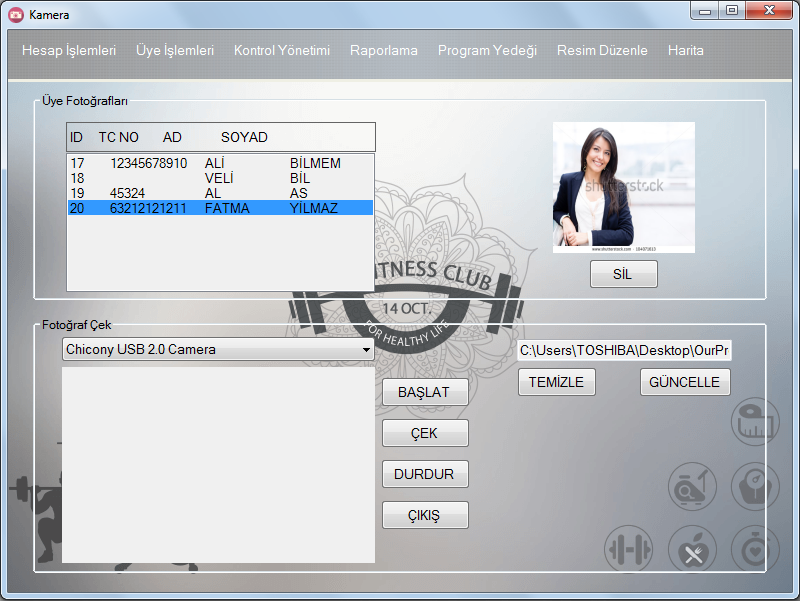 Kamera
Hesap İşlemleri Üye İşlemleri Kontrol Yönetimi Raporlama Program Yedeği Resim Düzenle Harita
Üye Fotoğrafları
ID TC NO AD SOYAD
17 12345678910 ALİ BİLMEM
18 VELİ BİL
19 45324 AL AS
20 63212121211 FATMA YILMAZ
shutterstock
SİL
ITNESS CLUB
14 OCT.
FOR HEALTHY LIFE
Fotoğraf Çek
Chicony USB 2.0 Camera
C:\Users\TOSHIBA\Desktop\OurPr
BAŞLAT
TEMİZLE GÜNCELLE
ÇEK
DURDUR
ÇIKIŞ